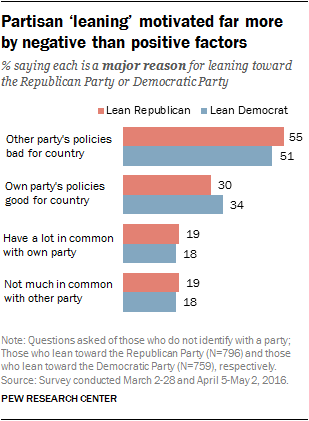 Partisan ‘leaning’ motivated far more
by negative than positive factors
% saying each is a major reason for leaning toward
the Republican Party or Democratic Party
Lean Republican Lean Democrat
Other party's policies
bad for country
55
51
Own party's policies
good for country
30
34
Have a lot in common
with own party
19
18
Not much in common
with other party
19
18
Note: Questions asked of those who do not identify with a party;
Those who lean toward the Republican Party (N=796) and those
who lean toward the Democratic Party (N=759), respectively.
Source: Survey conducted March 2-28 and April 5-May 2, 2016.
PEW RESEARCH CENTER